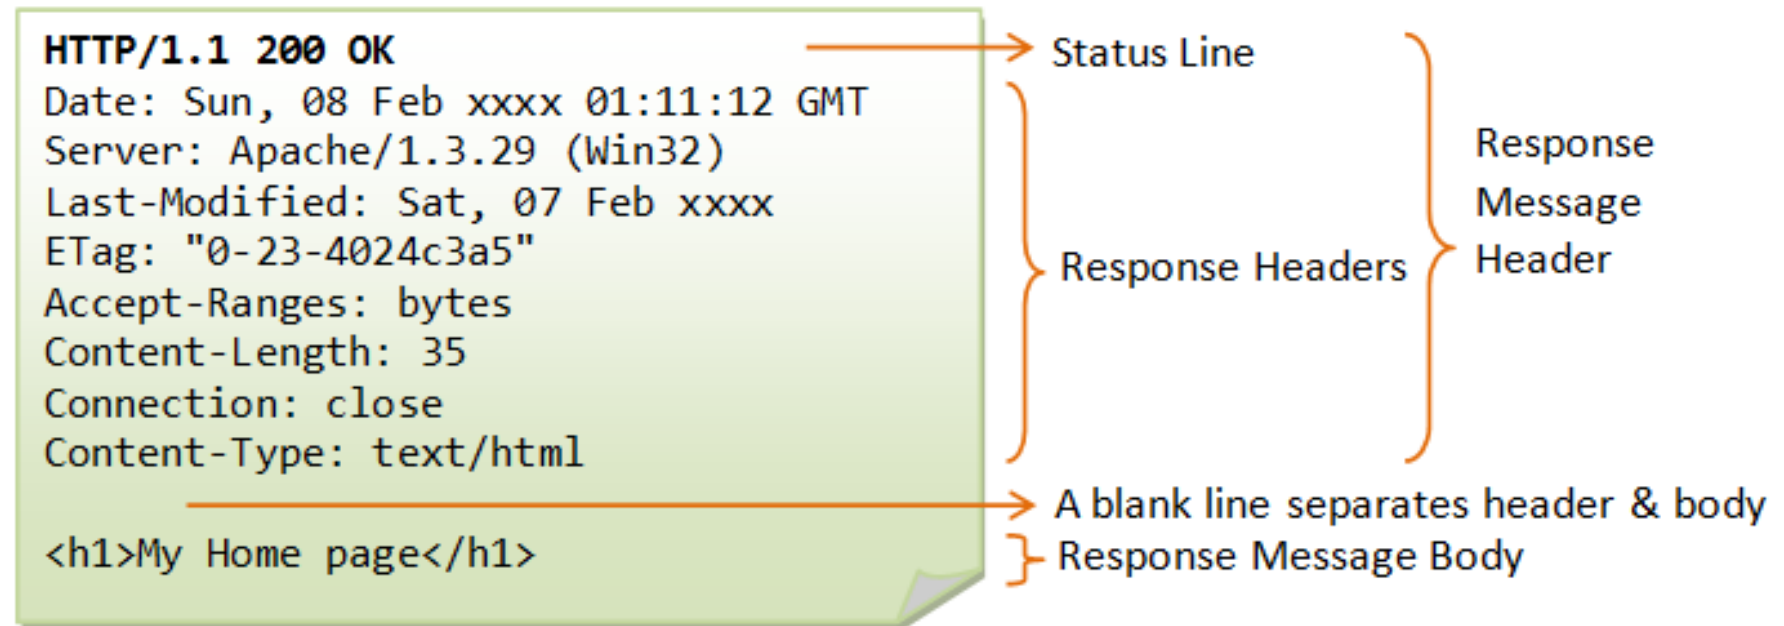 HTTP/1.1 200 OK
Date: Sun, 08 Feb xxxx 01:11:12 GMT
Server: Apache/1.3.29 (Win32)
Last-Modified: Sat, 07 Feb xxxx
ETag: "0-23-4024c3a5"
Accept-Ranges: bytes
Content-Length: 35
Connection: close
Content-Type: text/html
<h1>My Home page</h1>
Status Line
Response Headers
Response
Message
Header
A blank line separates header & body
Response Message Body